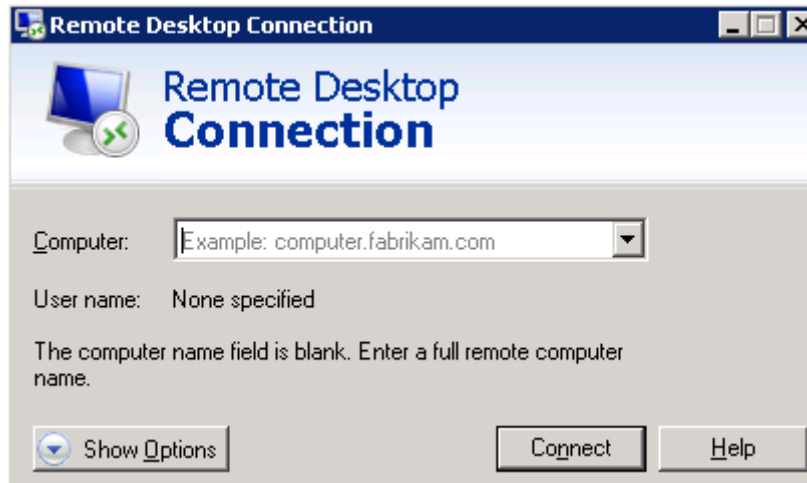 Remote Desktop Connection
Remote Desktop
Connection
Computer: Example: computer.fabrikam.com
User name: None specified
The computer name field is blank. Enter a full remote computer
name.
Show Options Connect Help